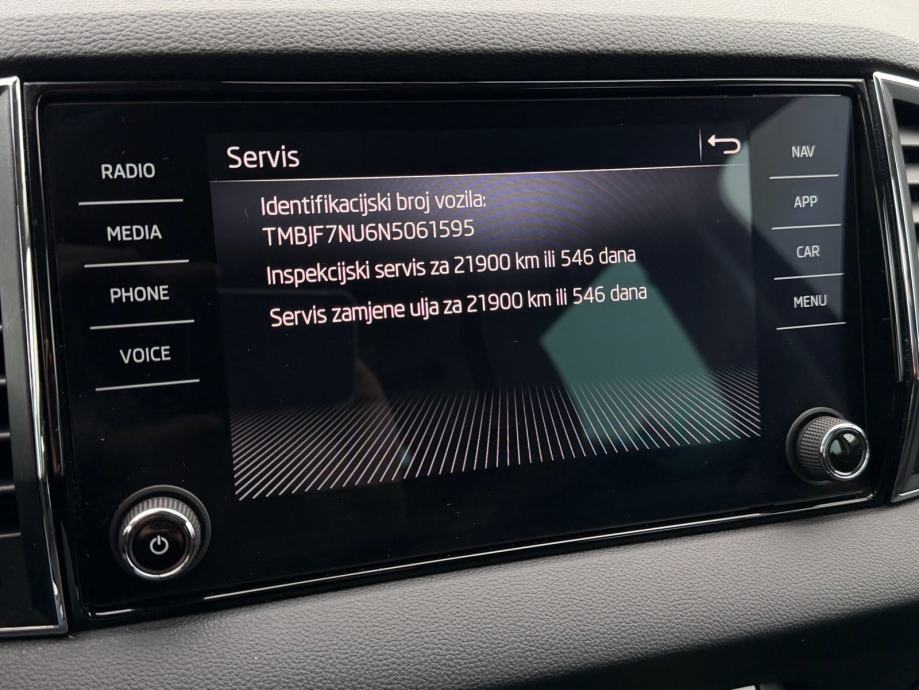 Servis
RADIO
MEDIA
PHONE
VOICE
Identifikacijski broj vozila:
TMBJF7NU6N5061595
Inspekcijski servis za 21900 km ili 546 dana
Servis zamjene ulja za 21900 km ili 546 dana
NAV
APP
CAR
MENU